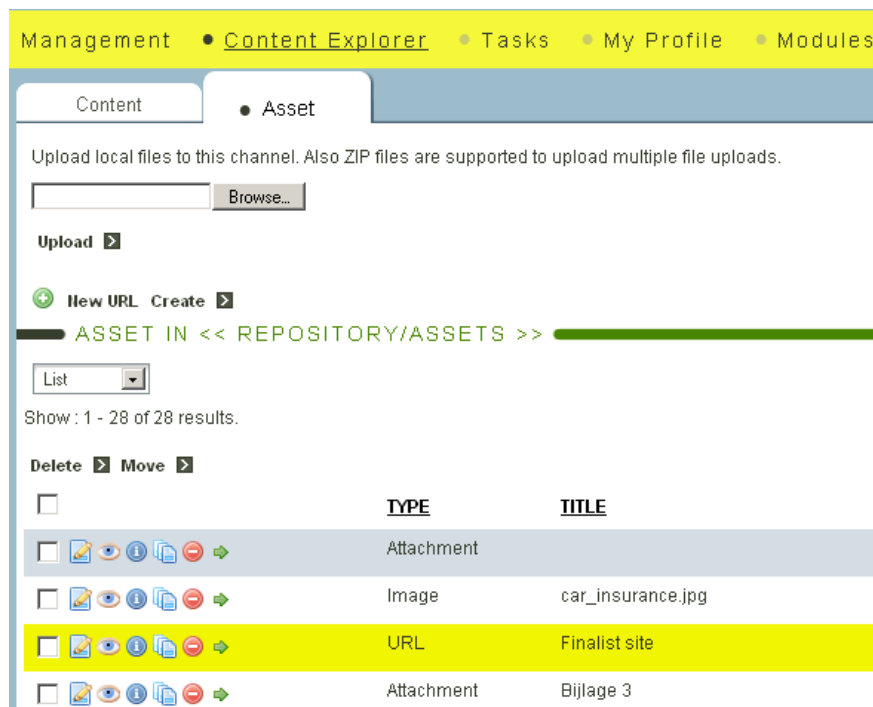 Management • Content Explorer • Tasks • My Profile • Modules
Content • Asset
Upload local files to this channel. Also ZIP files are supported to upload multiple file uploads.
Browse...
Upload
New URL Create
ASSET IN << REPOSITORY/ASSETS >>
List
Show : 1 - 28 of 28 results.
Delete Move
TYPE TITLE
Attachment
Image car_insurance.jpg
URL Finalist site
Attachment Bijlage 3